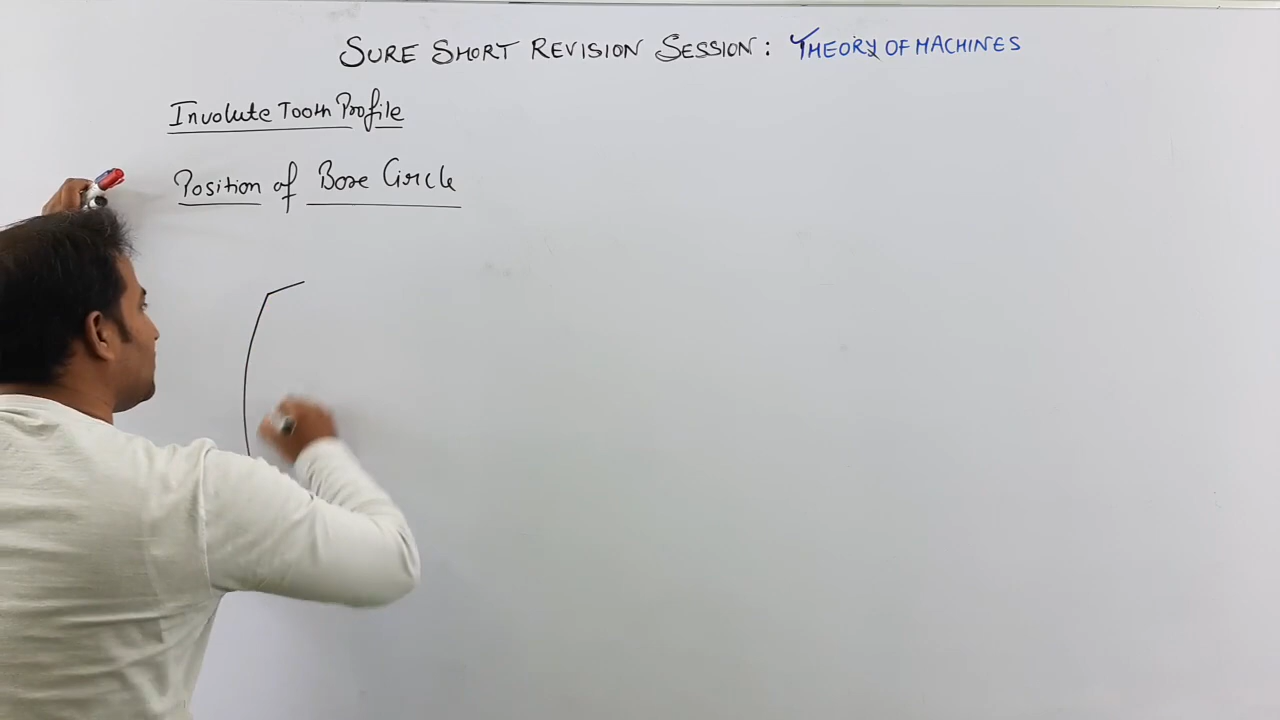 SURE SHORT REVISION SESSION: THEORY OF MACHINES
Involute Tooth Profile
Position of Base Circle